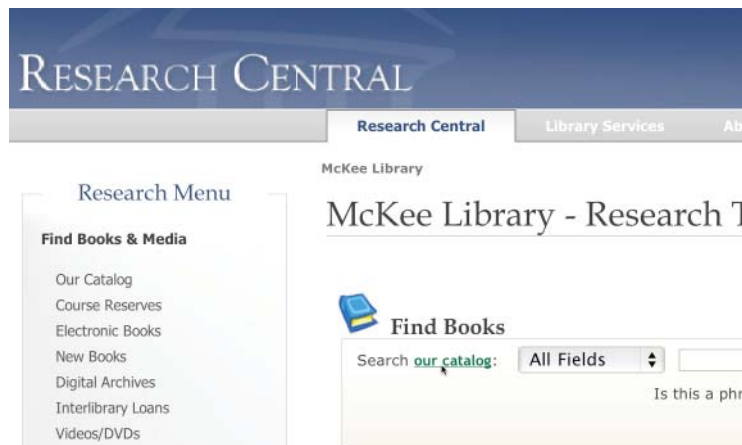 RESEARCH CENTRAL
Research Central Library Services
McKee Library
Research Menu
McKee Library - Research
Find Books & Media
Our Catalog
Course Reserves
Electronic Books
New Books
Digital Archives
Interlibrary Loans
Videos/DVDs
Find Books
Search our catalog: All Fields
Is this a